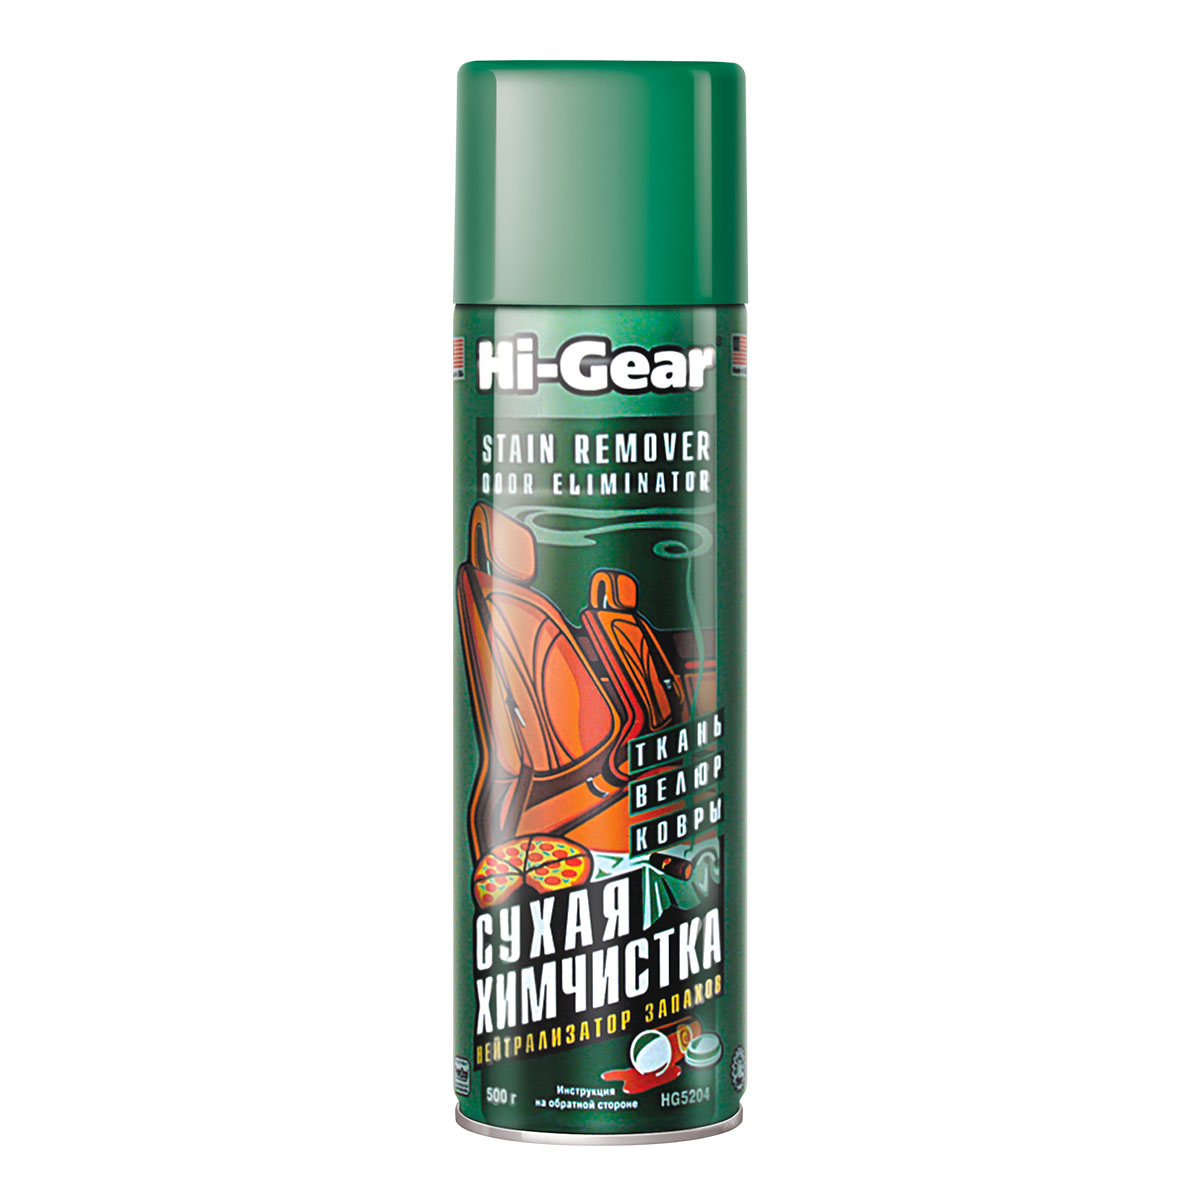 Hi-Gear®
STAIN REMOVER
ODOR ELIMINATOR
ТКАНЬ
ВЕЛЮР
КОВРЫ
СУХАЯ
ХИМЧИСТКА
НЕЙТРАЛИЗАТОР ЗАПАХОВ
500 г
Инструкция
на обратной стороне
HG5204